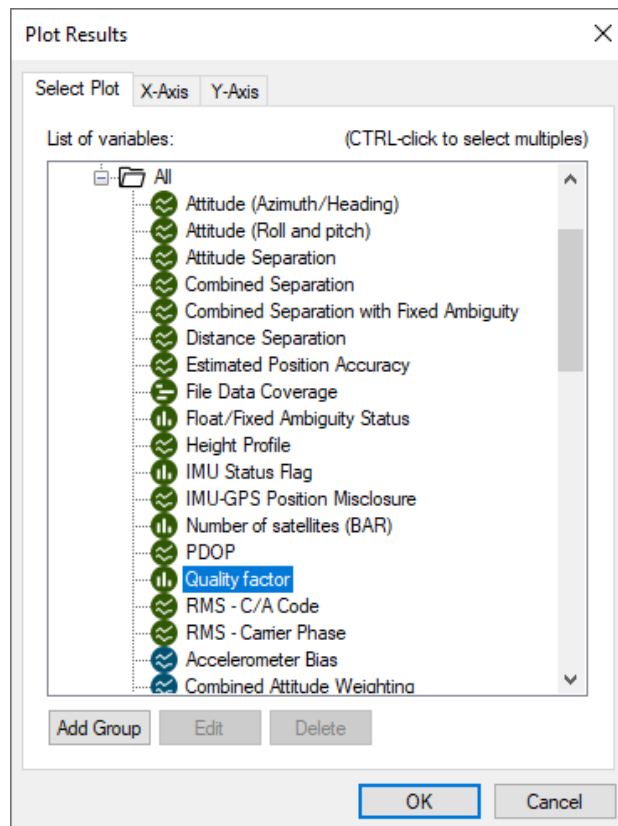 Plot Results
Select Plot X-Axis Y-Axis
List of variables: (CTRL-click to select multiples)
All
Attitude (Azimuth/Heading)
Attitude (Roll and pitch)
Attitude Separation
Combined Separation
Combined Separation with Fixed Ambiguity
Distance Separation
Estimated Position Accuracy
File Data Coverage
Float/Fixed Ambiguity Status
Height Profile
IMU Status Flag
IMU-GPS Position Misclosure
Number of satellites (BAR)
PDOP
Quality factor
RMS - C/A Code
RMS - Carrier Phase
Accelerometer Bias
Combined Attitude Weighting
Add Group Edit Delete
OK Cancel